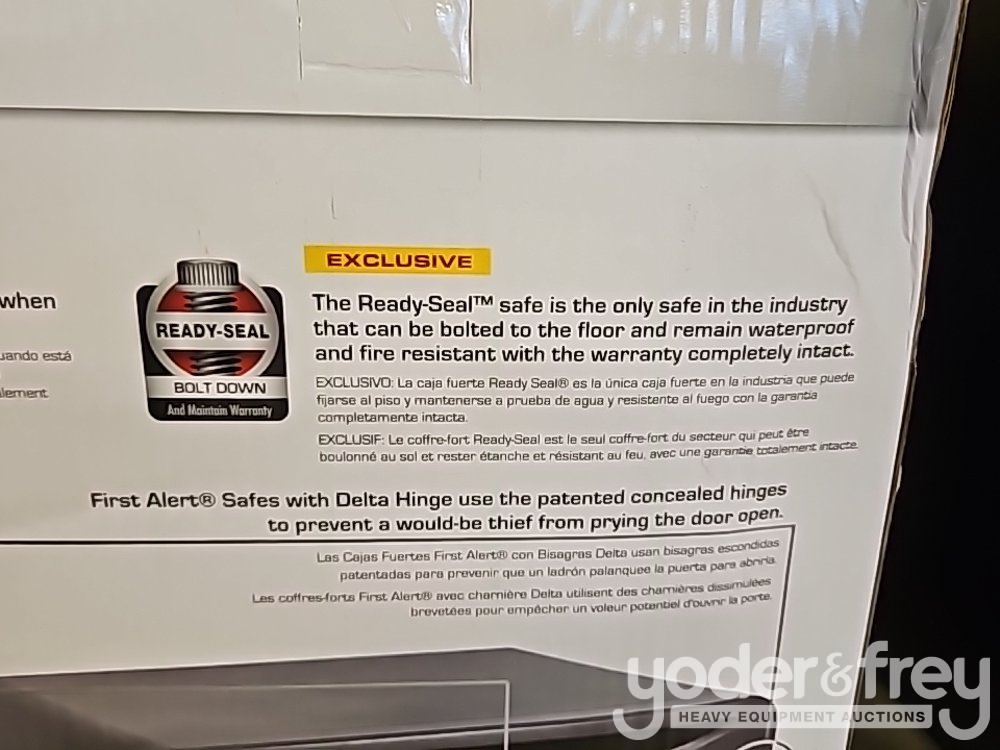 EXCLUSIVE
when
The Ready-Seal™ safe is the only safe in the industry
that can be bolted to the floor and remain waterproof
and fire resistant with the warranty completely intact.
READY-SEAL
BOLT DOWN
And Maintain Warranty
uando está
lement
EXCLUSIVO: La caja fuerte Ready Seal® es la única caja fuerte en la industria que puede
fijarse al piso y mantenerse a prueba de agua y resistente al fuego con la garantía
completamente intacta.
EXCLUSIF: Le coffre-fort Ready-Seal est le seul coffre-fort du secteur qui peut être
boulonné au sol et rester étanche et résistant au feu, avec une garantie totalement intacte.
First Alert® Safes with Delta Hinge use the patented concealed hinges
to prevent a would-be thief from prying the door open.
Las Cajas Fuertes First Alert® con Bisagras Delta usan bisagras escondidas
patentadas para prevenir que un ladrón palanquee la puerta para abrirla.
Les coffres-forts First Alert® avec charnière Delta utilisent des charnières dissimulées
brevetées pour empêcher un voleur potentiel d'ouvrir la porte.
yoder&frey
HEAVY EQUIPMENT AUCTIONS